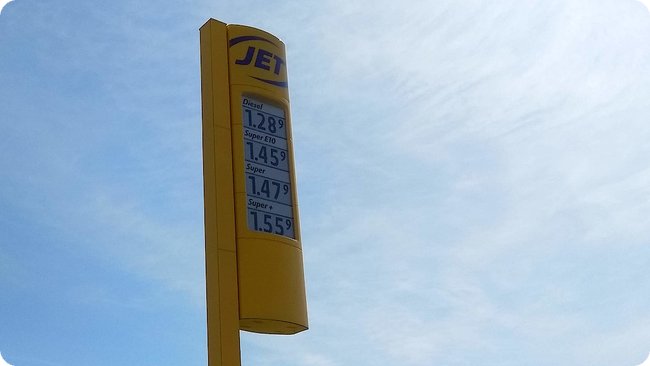 JET
Diesel
1.28⁹
Super E10
1.45⁹
Super
1.47⁹
Super +
1.55⁹